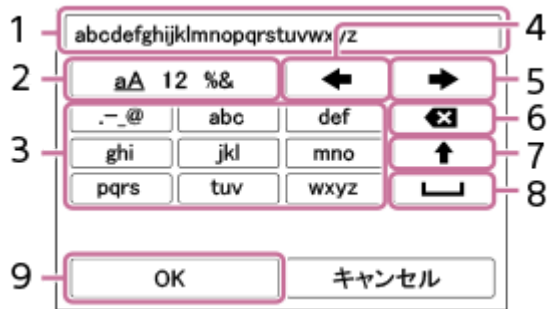 1 abcdefghijklmnopqrstuvwxyz 4
2 aA 12 %& 5
.–_@ abc def 6
3 ghi jkl mno 7
pqrs tuv wxyz 8
9 OK キャンセル